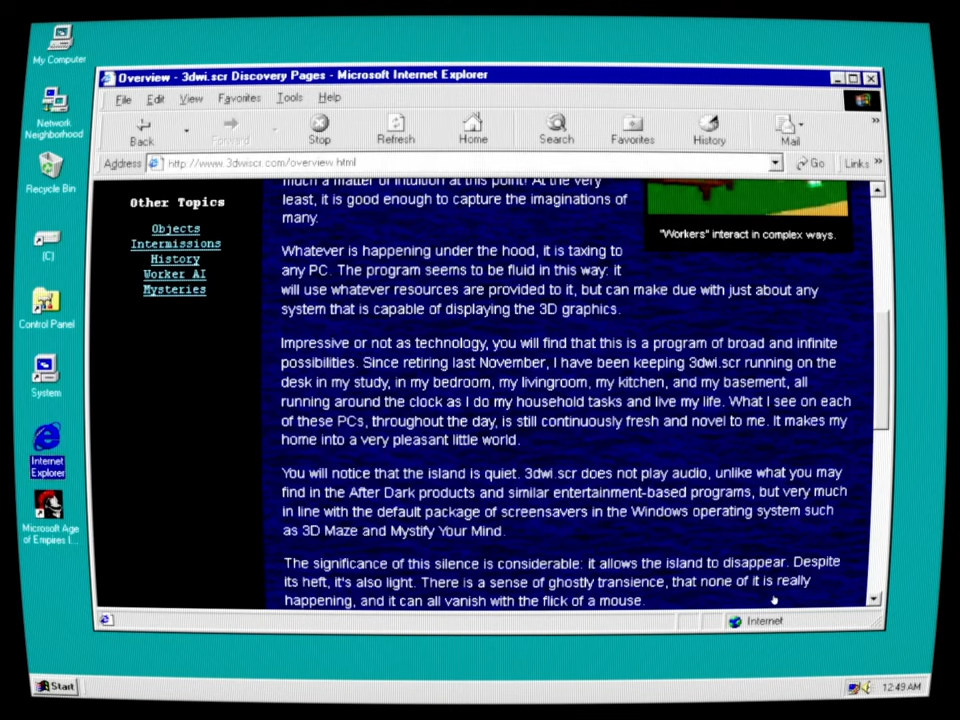 My Computer
Network
Neighborhood
Recycle Bin
(C)
Control Panel
System
Internet
Explorer
Microsoft Age
of Empires I...
Overview - 3dwi.scr Discovery Pages - Microsoft Internet Explorer
File Edit View Favorites Tools Help
Back Forward Stop Refresh Home Search Favorites History Mail
Address http://www.3dwiscr.com/overview.html Go Links
Other Topics
Objects
Intermissions
History
Worker AI
Mysteries
much a matter of intuition at this point! At the very
least, it is good enough to capture the imaginations of
many.
"Workers" interact in complex ways.
Whatever is happening under the hood, it is taxing to
any PC. The program seems to be fluid in this way: it
will use whatever resources are provided to it, but can make due with just about any
system that is capable of displaying the 3D graphics.
Impressive or not as technology, you will find that this is a program of broad and infinite
possibilities. Since retiring last November, I have been keeping 3dwi.scr running on the
desk in my study, in my bedroom, my livingroom, my kitchen, and my basement, all
running around the clock as I do my household tasks and live my life. What I see on each
of these PCs, throughout the day, is still continuously fresh and novel to me. It makes my
home into a very pleasant little world.
You will notice that the island is quiet. 3dwi.scr does not play audio, unlike what you may
find in the After Dark products and similar entertainment-based programs, but very much
in line with the default package of screensavers in the Windows operating system such
as 3D Maze and Mystify Your Mind.
The significance of this silence is considerable: it allows the island to disappear. Despite
its heft, it's also light. There is a sense of ghostly transience, that none of it is really
happening, and it can all vanish with the flick of a mouse.
Internet
Start
12:49 AM